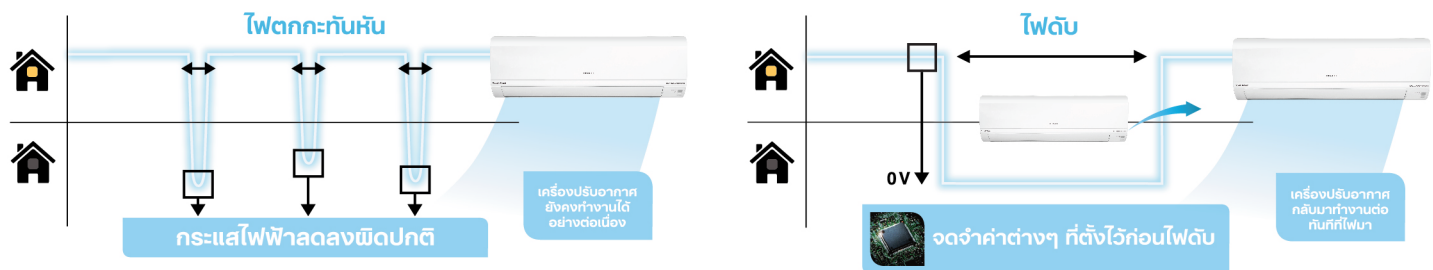 ไฟตกกะทันหัน
กระแสไฟฟ้าลดลงผิดปกติ
เครื่องปรับอากาศ
ยังคงทำงานได้
อย่างต่อเนื่อง
ไฟดับ
0V
จดจำค่าต่างๆ ที่ตั้งไว้ก่อนไฟดับ
เครื่องปรับอากาศ
กลับมาทำงานต่อ
ทันทีที่ไฟมา